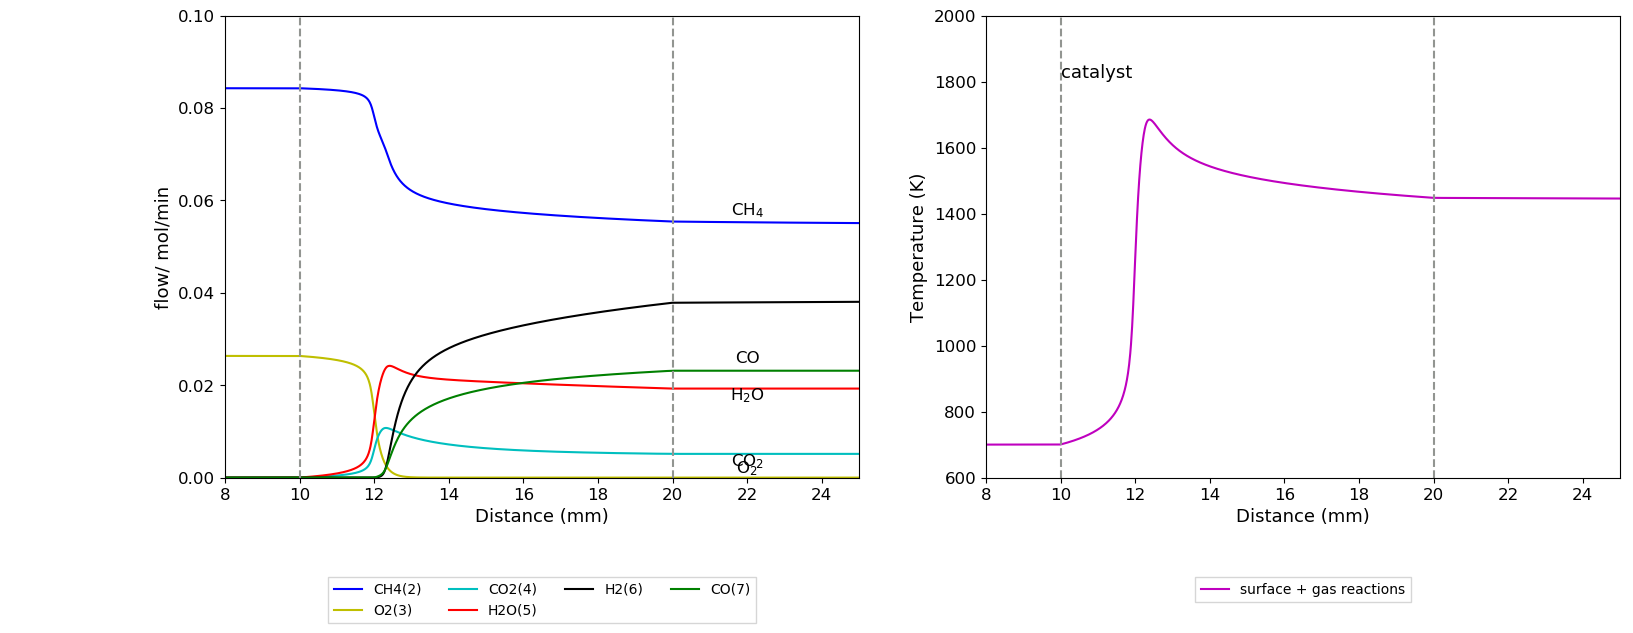 0.10
0.08
0.06
0.04
0.02
0.00
flow/ mol/min
CH₄
CO
H₂O
CO₂
O₂
8 10 12 14 16 18 20 22 24
Distance (mm)
CH4(2) CO2(4) H2(6) CO(7)
O2(3) H2O(5)
2000
1800
1600
1400
1200
1000
800
600
Temperature (K)
catalyst
8 10 12 14 16 18 20 22 24
Distance (mm)
surface + gas reactions